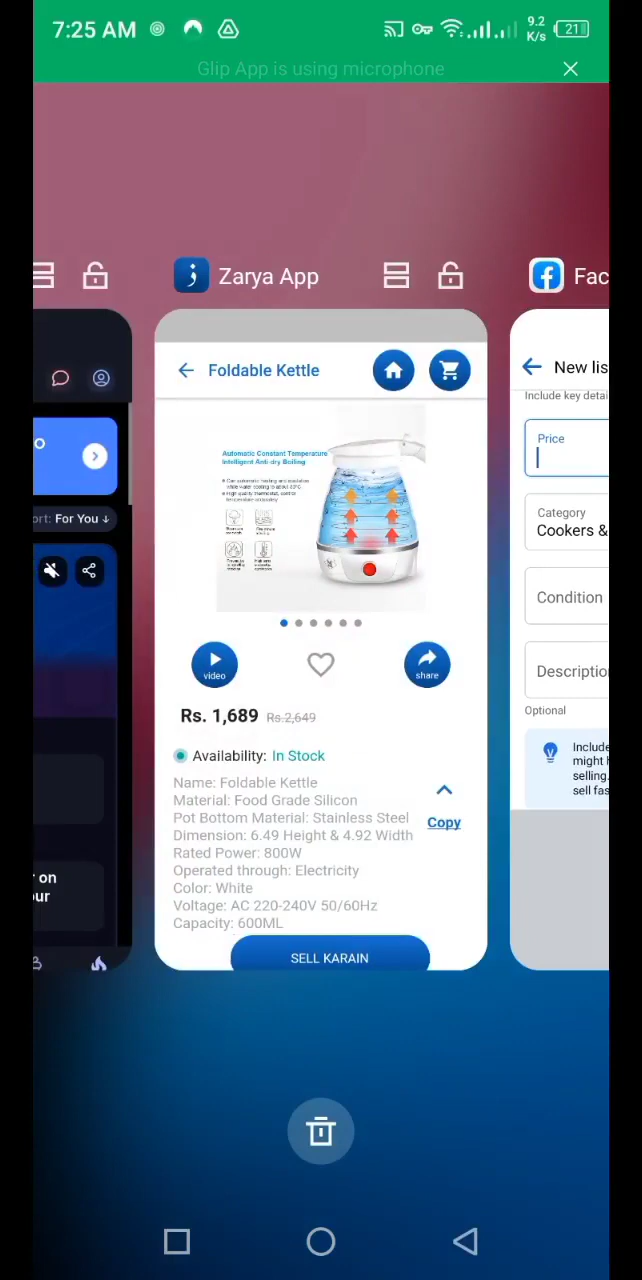 7:25 AM
9.2
K/s
21
Glip App is using microphone
Zarya App
Fac
Foldable Kettle
New lis
Include key detai
Price
Category
Cookers &
Condition
Descriptio
Optional
Include
might h
selling.
sell fas
o
ort: For You ↓
r on
our
Automatic Constant Temperature
Intelligent Anti-dry Boiling
video
share
Rs. 1,689 Rs.2,649
Availability: In Stock
Name: Foldable Kettle
Material: Food Grade Silicon
Pot Bottom Material: Stainless Steel
Dimension: 6.49 Height & 4.92 Width
Rated Power: 800W
Operated through: Electricity
Color: White
Voltage: AC 220-240V 50/60Hz
Capacity: 600ML
Copy
SELL KARAIN